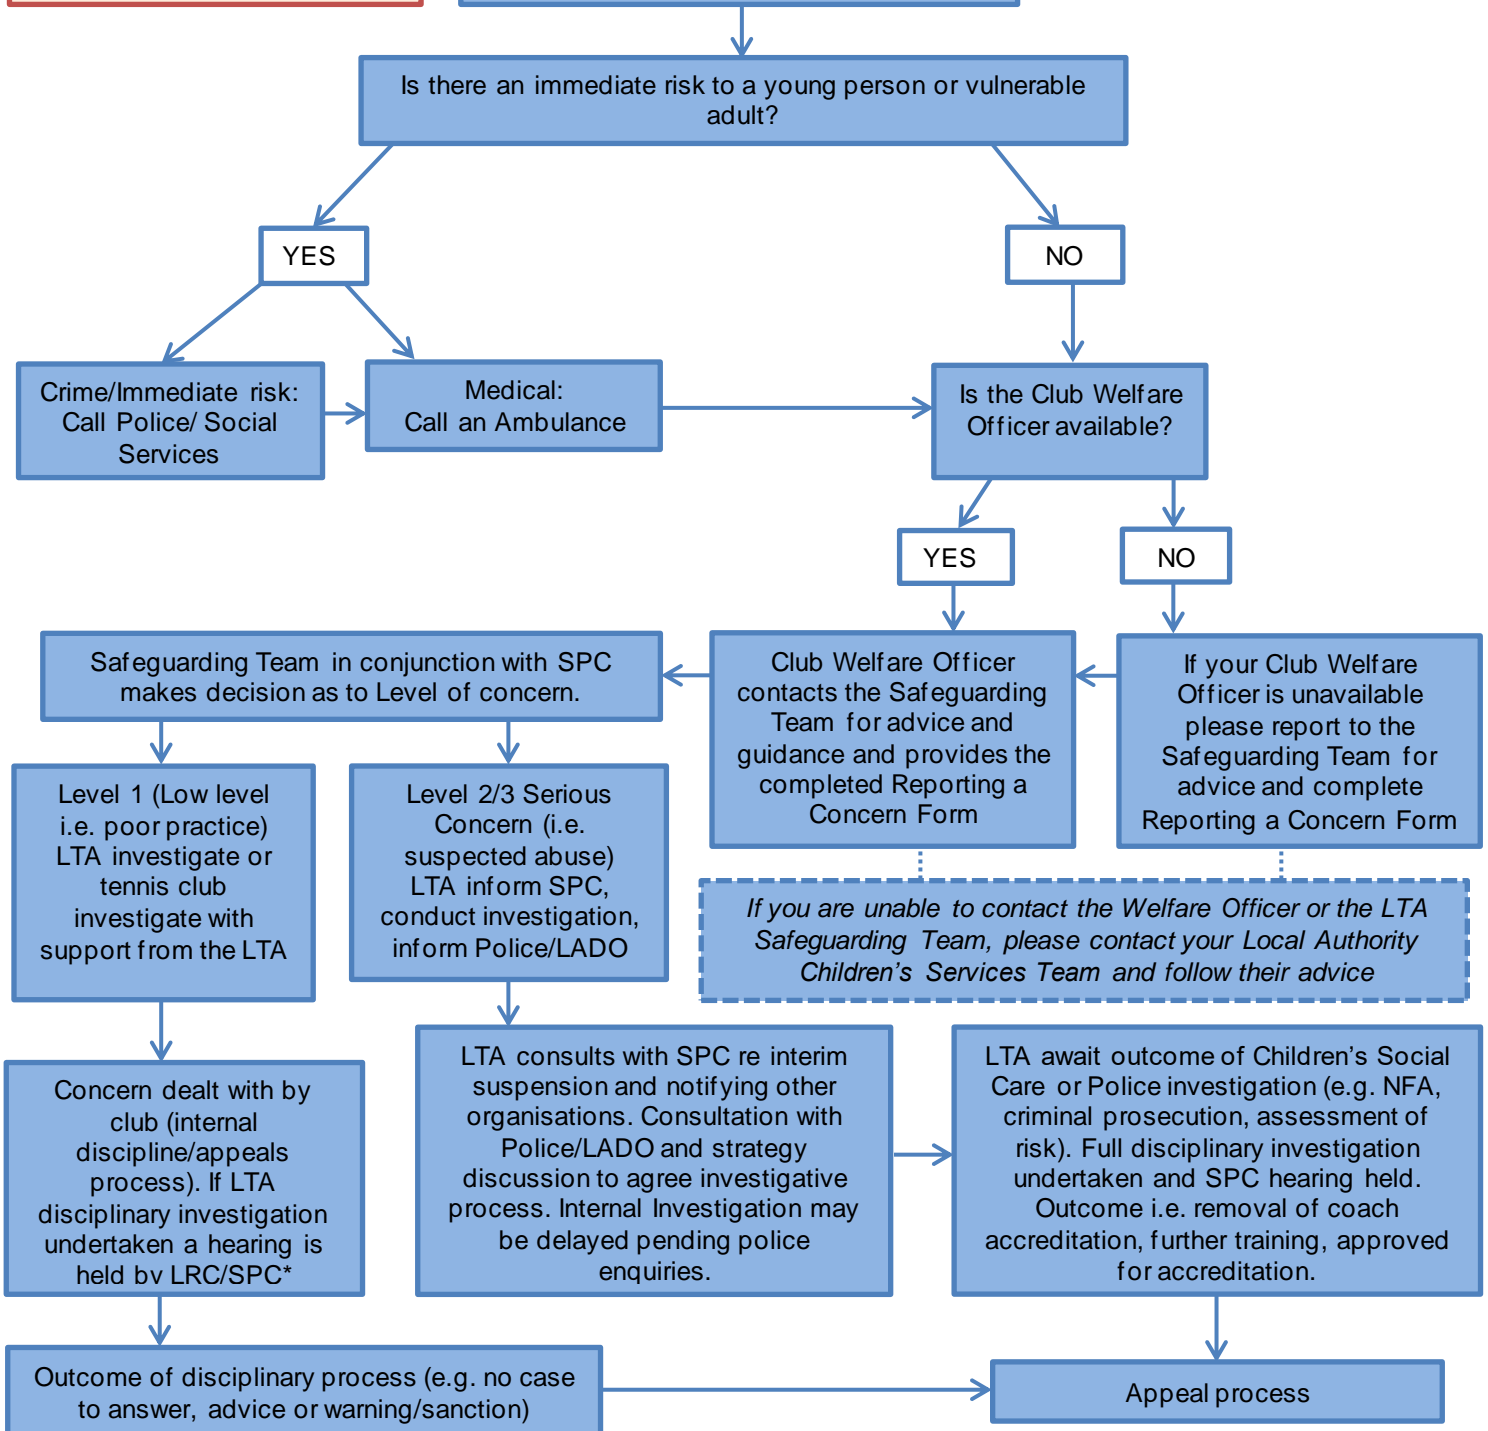 Is there an immediate risk to a young person or vulnerable
adult?
YES
NO
Crime/Immediate risk:
Call Police/ Social
Services
Medical:
Call an Ambulance
Is the Club Welfare
Officer available?
YES
NO
Safeguarding Team in conjunction with SPC
makes decision as to Level of concern.
Club Welfare Officer
contacts the Safeguarding
Team for advice and
guidance and provides the
completed Reporting a
Concern Form
If your Club Welfare
Officer is unavailable
please report to the
Safeguarding Team for
advice and complete
Reporting a Concern Form
Level 1 (Low level
i.e. poor practice)
LTA investigate or
tennis club
investigate with
support from the LTA
Level 2/3 Serious
Concern (i.e.
suspected abuse)
LTA inform SPC,
conduct investigation,
inform Police/LADO
If you are unable to contact the Welfare Officer or the LTA
Safeguarding Team, please contact your Local Authority
Children’s Services Team and follow their advice
Concern dealt with by
club (internal
discipline/appeals
process). If LTA
disciplinary investigation
undertaken a hearing is
held by LRC/SPC*
LTA consults with SPC re interim
suspension and notifying other
organisations. Consultation with
Police/LADO and strategy
discussion to agree investigative
process. Internal Investigation may
be delayed pending police
enquiries.
LTA await outcome of Children’s Social
Care or Police investigation (e.g. NFA,
criminal prosecution, assessment of
risk). Full disciplinary investigation
undertaken and SPC hearing held.
Outcome i.e. removal of coach
accreditation, further training, approved
for accreditation.
Outcome of disciplinary process (e.g. no case
to answer, advice or warning/sanction)
Appeal process